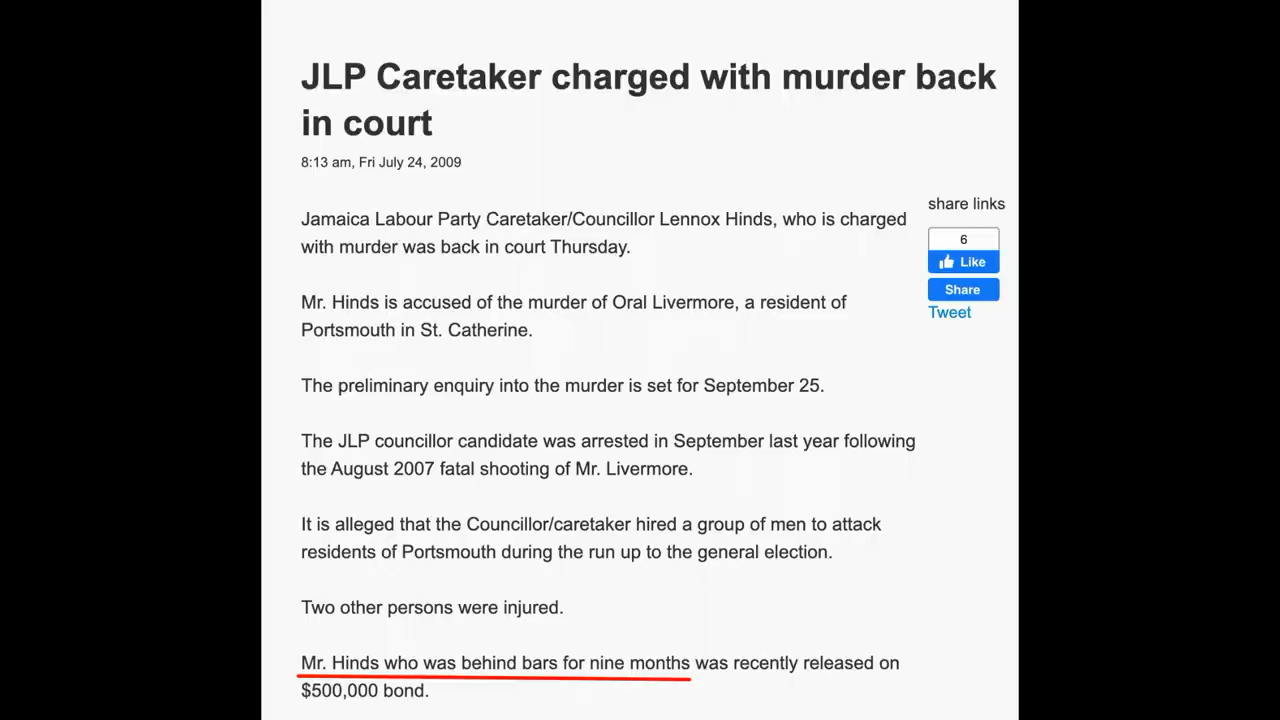 JLP Caretaker charged with murder back
in court
8:13 am, Fri July 24, 2009
share links
6
Like
Share
Tweet
Jamaica Labour Party Caretaker/Councillor Lennox Hinds, who is charged
with murder was back in court Thursday.
Mr. Hinds is accused of the murder of Oral Livermore, a resident of
Portsmouth in St. Catherine.
The preliminary enquiry into the murder is set for September 25.
The JLP councillor candidate was arrested in September last year following
the August 2007 fatal shooting of Mr. Livermore.
It is alleged that the Councillor/caretaker hired a group of men to attack
residents of Portsmouth during the run up to the general election.
Two other persons were injured.
Mr. Hinds who was behind bars for nine months was recently released on
$500,000 bond.